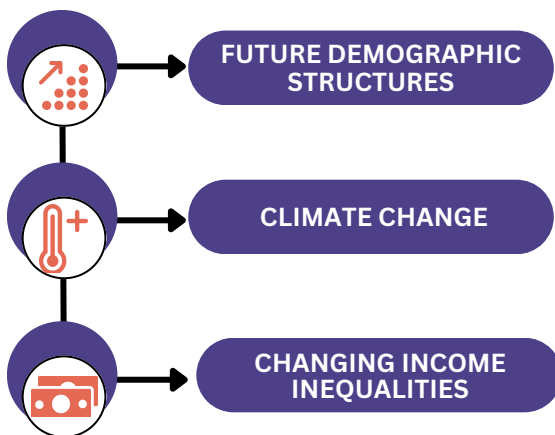 FUTURE DEMOGRAPHIC
STRUCTURES
CLIMATE CHANGE
CHANGING INCOME
INEQUALITIES